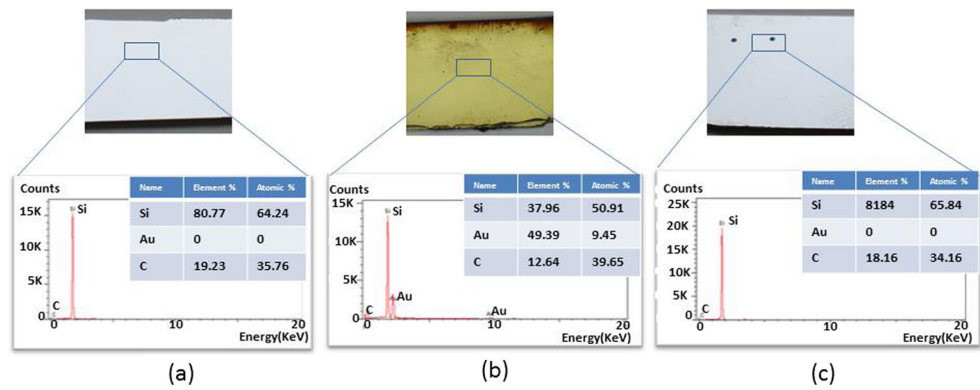 Counts
Name Element % Atomic %
Si 80.77 64.24
Au 0 0
C 19.23 35.76
15K
10K
5K
0
Si
C
0 10 20
Energy(KeV)
(a)
Counts
Name Element % Atomic %
Si 37.96 50.91
Au 49.39 9.45
C 12.64 39.65
15K
10K
5K
0
Si
Au
C
Au
0 10 20
Energy(KeV)
(b)
Counts
Name Element % Atomic %
Si 8184 65.84
Au 0 0
C 18.16 34.16
25K
20K
15K
10K
5K
0
Si
C
0 10 20
Energy(KeV)
(c)